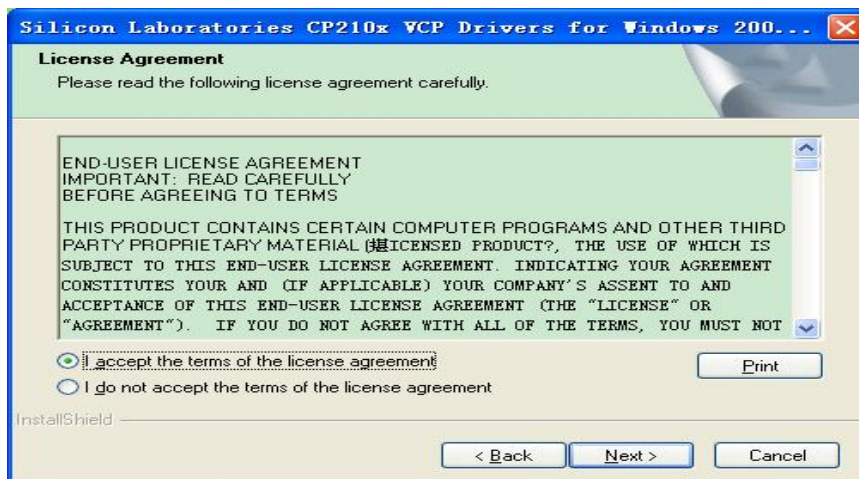 Silicon Laboratories CP210x VCP Drivers for Windows 200...
License Agreement
Please read the following license agreement carefully.
END-USER LICENSE AGREEMENT
IMPORTANT: READ CAREFULLY
BEFORE AGREEING TO TERMS
THIS PRODUCT CONTAINS CERTAIN COMPUTER PROGRAMS AND OTHER THIRD
PARTY PROPRIETARY MATERIAL (揕ICENSED PRODUCT?, THE USE OF WHICH IS
SUBJECT TO THIS END-USER LICENSE AGREEMENT. INDICATING YOUR AGREEMENT
CONSTITUTES YOUR AND (IF APPLICABLE) YOUR COMPANY'S ASSENT TO AND
ACCEPTANCE OF THIS END-USER LICENSE AGREEMENT (THE "LICENSE" OR
"AGREEMENT"). IF YOU DO NOT AGREE WITH ALL OF THE TERMS, YOU MUST NOT
I accept the terms of the license agreement
Print
I do not accept the terms of the license agreement
InstallShield
< Back Next > Cancel